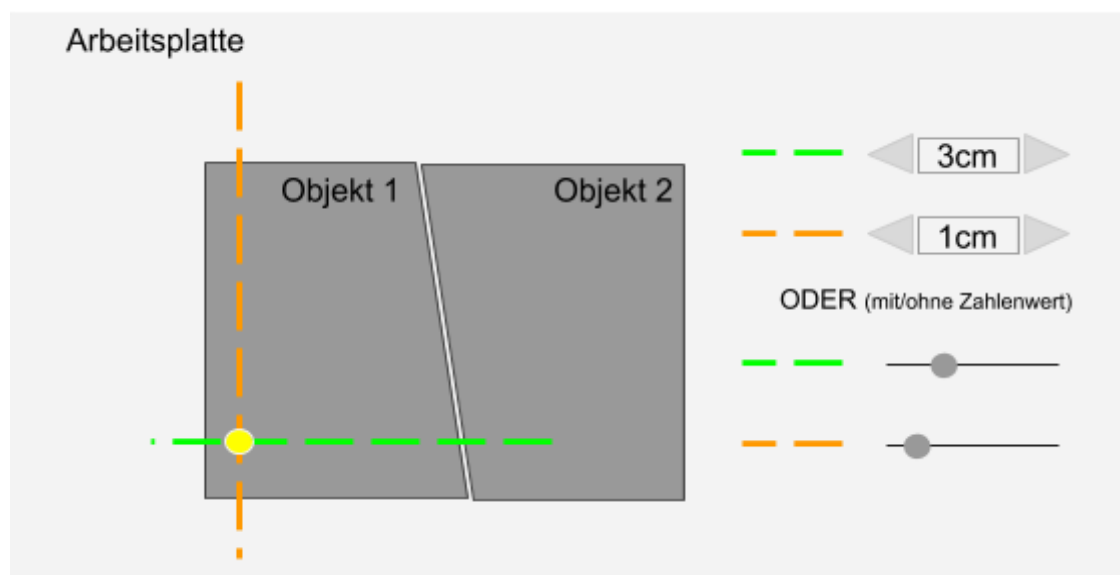 Arbeitsplatte
Objekt 1
Objekt 2
3cm
1cm
ODER (mit/ohne Zahlenwert)